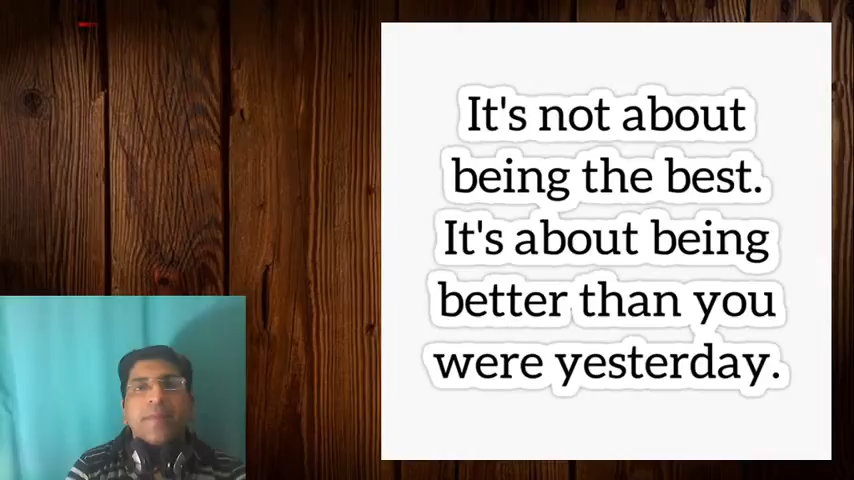 It's not about
being the best.
It's about being
better than you
were yesterday.